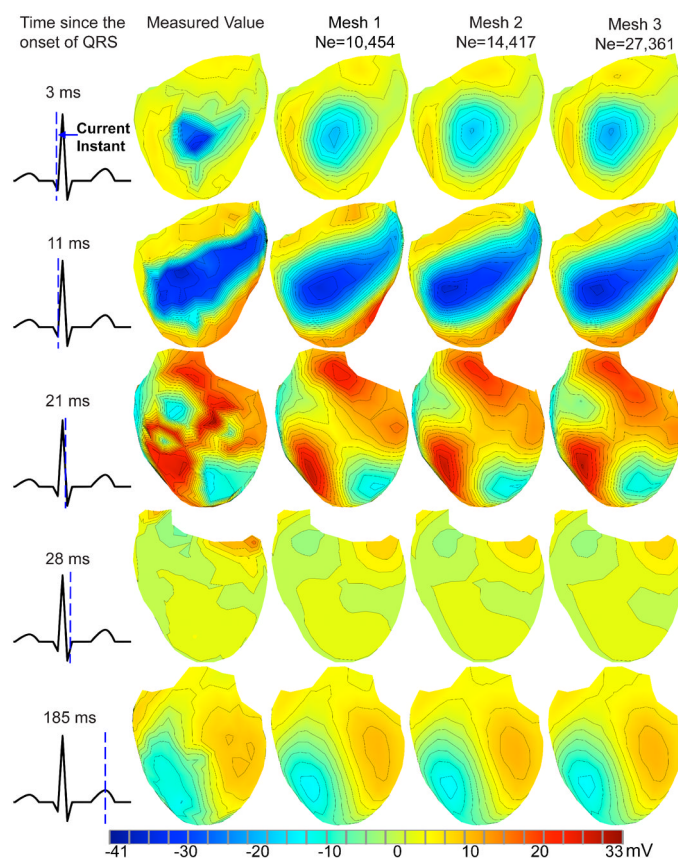 Time since the onset of QRS
Measured Value
Mesh 1
Ne=10,454
Mesh 2
Ne=14,417
Mesh 3
Ne=27,361
3 ms
Current
Instant
11 ms
21 ms
28 ms
185 ms
-41 -30 -20 -10 0 10 20 33 mV